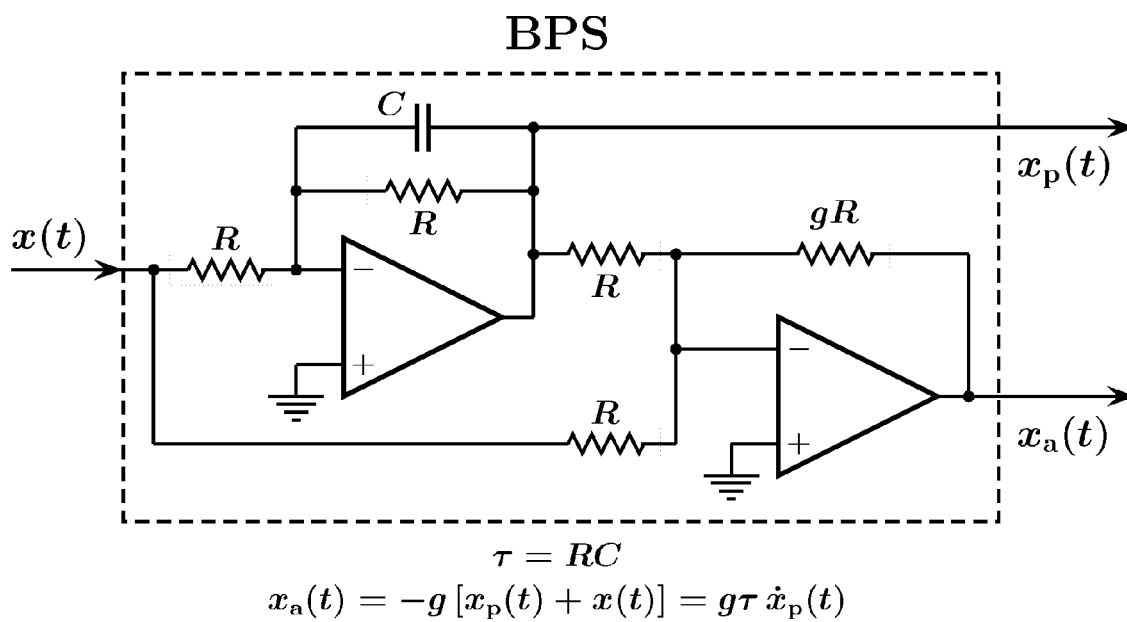 BPS
C
x_p(t)
R
gR
x(t)
R
−
R
+
−
R
x_a(t)
+
τ = RC
x_a(t) = −g [x_p(t) + x(t)] = gτ ẋ_p(t)